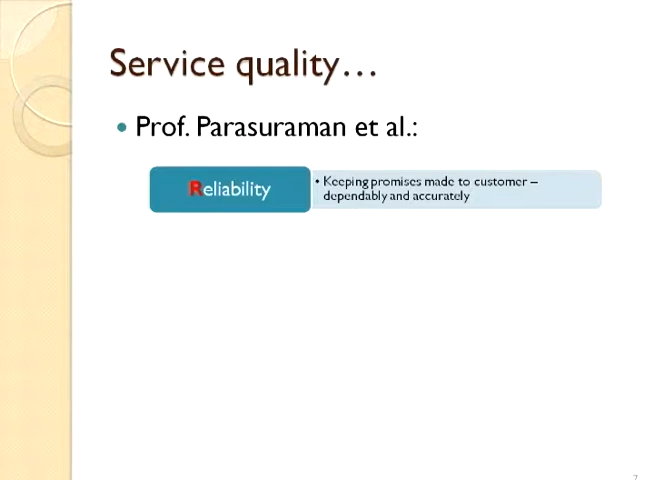 Service quality…
• Prof. Parasuraman et al.:
Reliability
• Keeping promises made to customer –
dependably and accurately
7